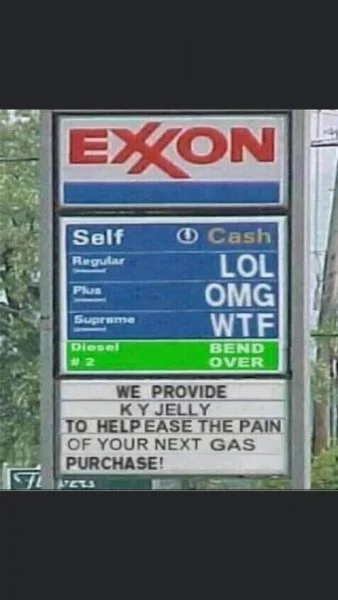 EXXON
Self Cash
Regular LOL
Plus OMG
Supreme WTF
Diesel BEND
# 2 OVER
WE PROVIDE
K Y JELLY
TO HELP EASE THE PAIN
OF YOUR NEXT GAS
PURCHASE!